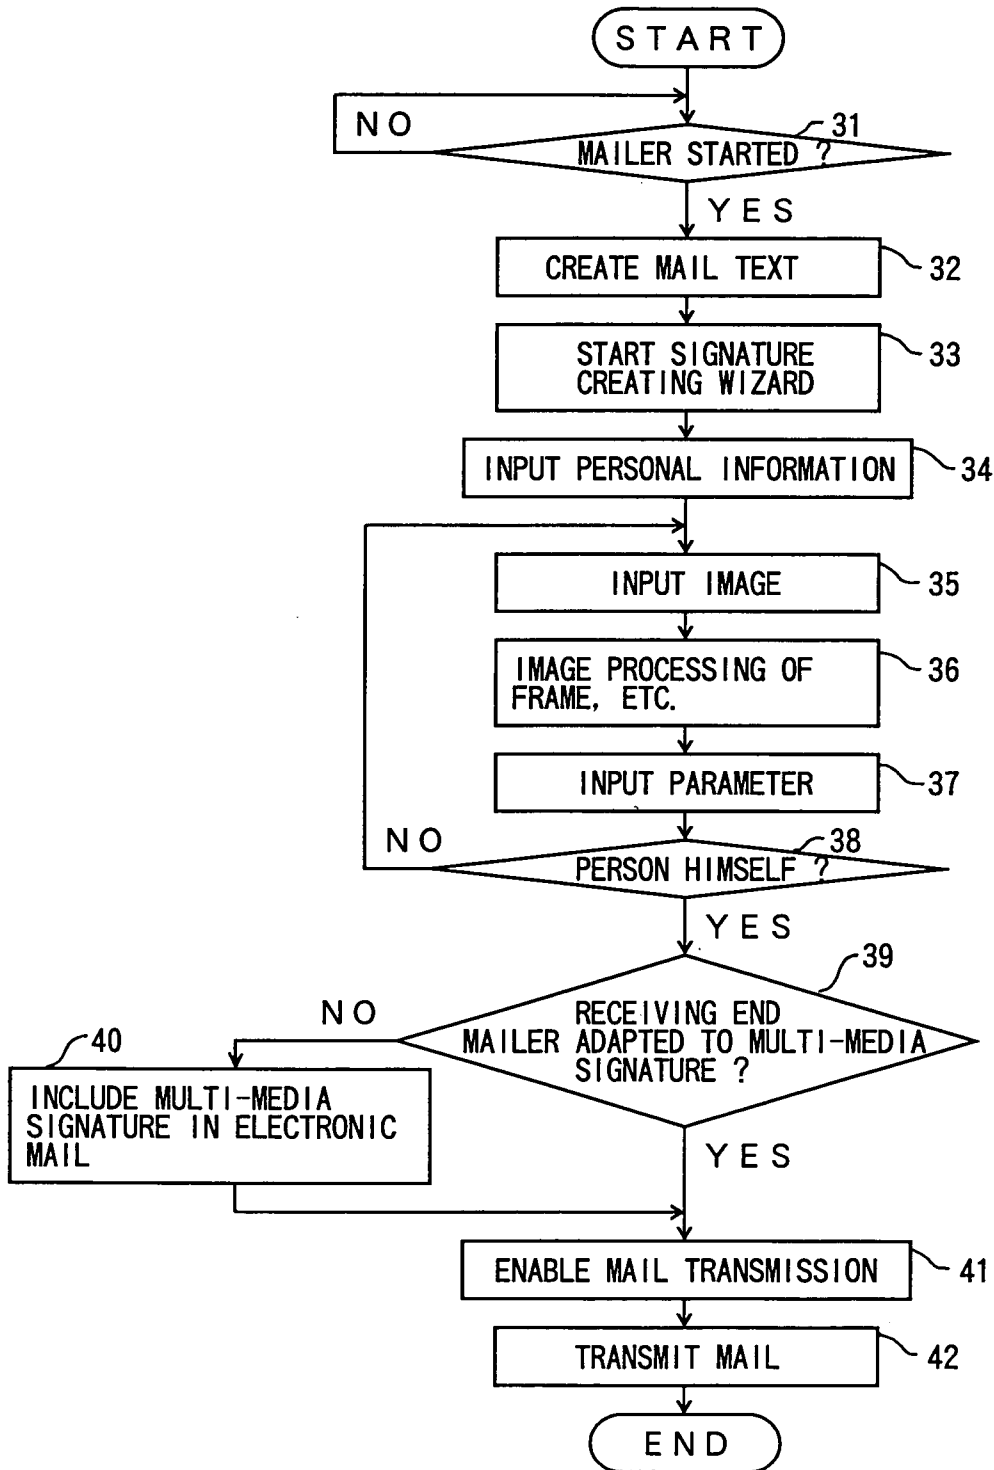 START
NO
31
MAILER STARTED ?
YES
CREATE MAIL TEXT
32
START SIGNATURE
CREATING WIZARD
33
INPUT PERSONAL INFORMATION
34
INPUT IMAGE
35
IMAGE PROCESSING OF
FRAME, ETC.
36
INPUT PARAMETER
37
NO
38
PERSON HIMSELF ?
YES
39
NO
RECEIVING END
MAILER ADAPTED TO MULTI-MEDIA
SIGNATURE ?
40
INCLUDE MULTI-MEDIA
SIGNATURE IN ELECTRONIC
MAIL
YES
ENABLE MAIL TRANSMISSION
41
TRANSMIT MAIL
42
END